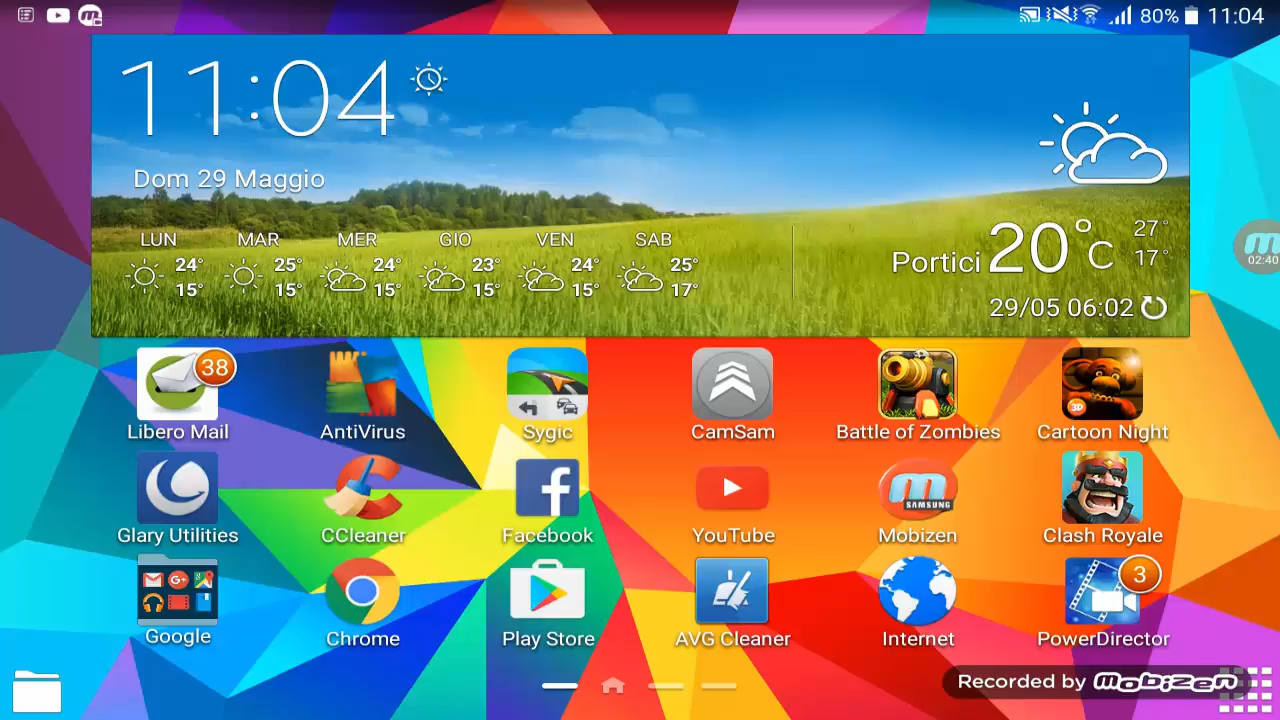 80% 11:04
11:04
Dom 29 Maggio
LUN MAR MER GIO VEN SAB
24° 25° 24° 23° 24° 25°
15° 15° 15° 15° 15° 17°
Portici 20°C
27°
17°
29/05 06:02
02:40
38
3D
Libero Mail AntiVirus Sygic CamSam Battle of Zombies Cartoon Night
SAMSUNG
Glary Utilities CCleaner Facebook YouTube Mobizen Clash Royale
3
Google Chrome Play Store AVG Cleaner Internet PowerDirector
Recorded by mobizen